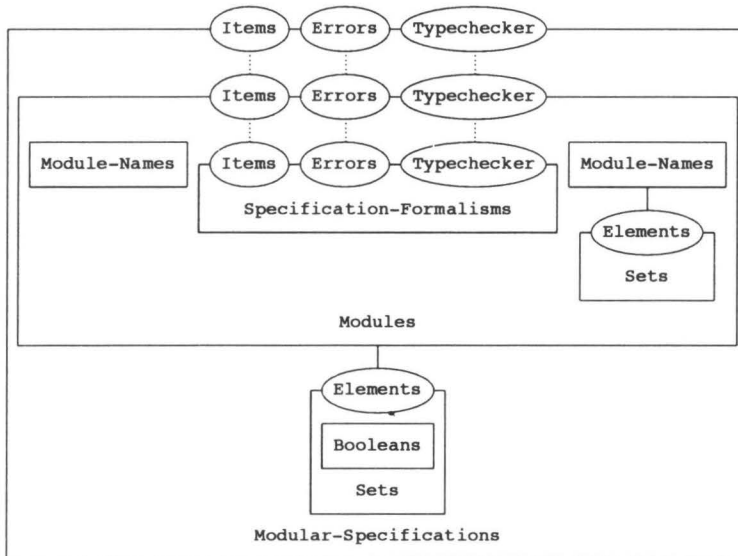 Items Errors Typechecker
Items Errors Typechecker
Module-Names Items Errors Typechecker Module-Names
Specification-Formalisms
Elements
Sets
Modules
Elements
Booleans
Sets
Modular-Specifications